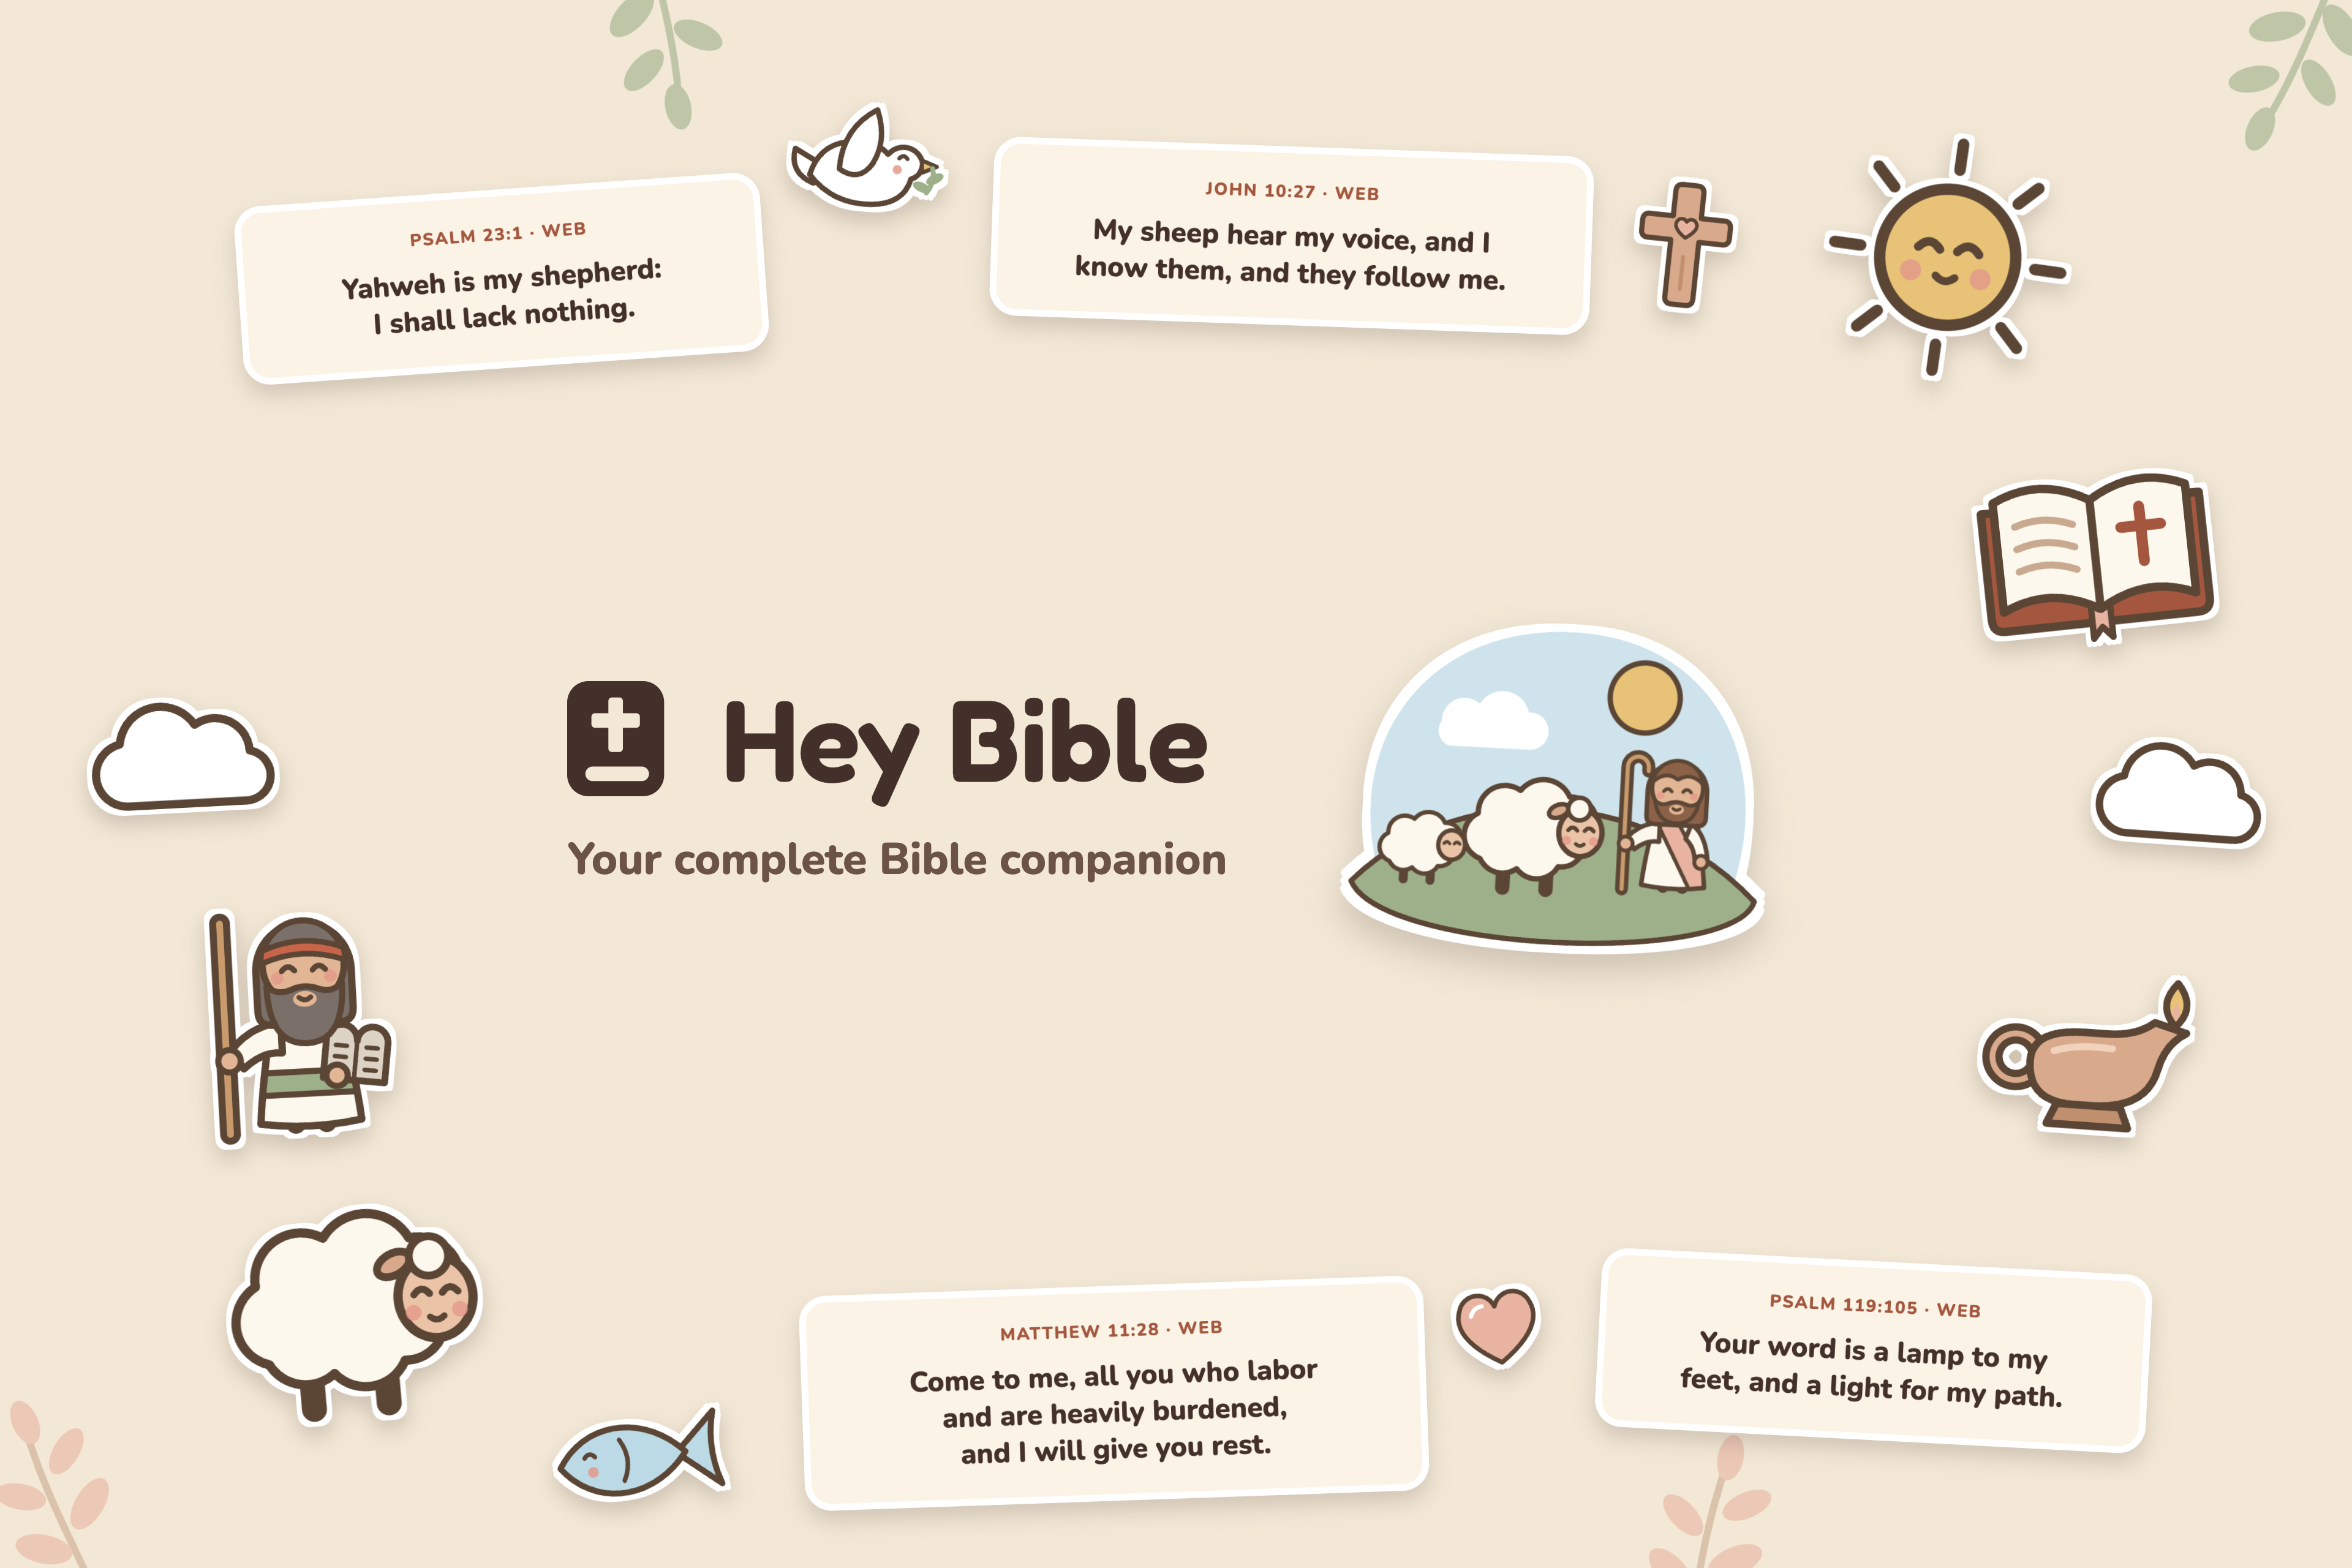 PSALM 23:1 · WEB
Yahweh is my shepherd:
I shall lack nothing.
JOHN 10:27 · WEB
My sheep hear my voice, and I
know them, and they follow me.
Hey Bible
Your complete Bible companion
MATTHEW 11:28 · WEB
Come to me, all you who labor
and are heavily burdened,
and I will give you rest.
PSALM 119:105 · WEB
Your word is a lamp to my
feet, and a light for my path.